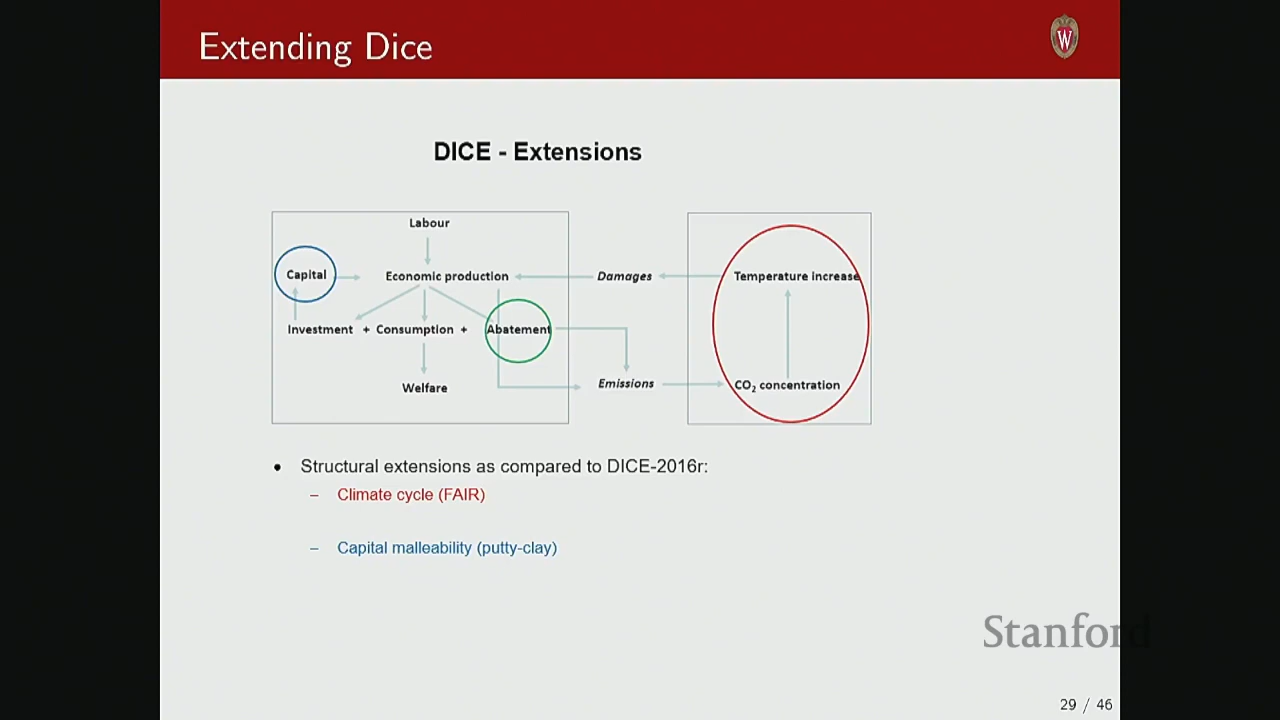 Extending Dice
W
DICE - Extensions
Labour
Capital
Economic production
Damages
Temperature increase
Investment + Consumption + Abatement
Welfare
Emissions
CO₂ concentration
• Structural extensions as compared to DICE-2016r:
– Climate cycle (FAIR)
– Capital malleability (putty-clay)
Stanford
29 / 46